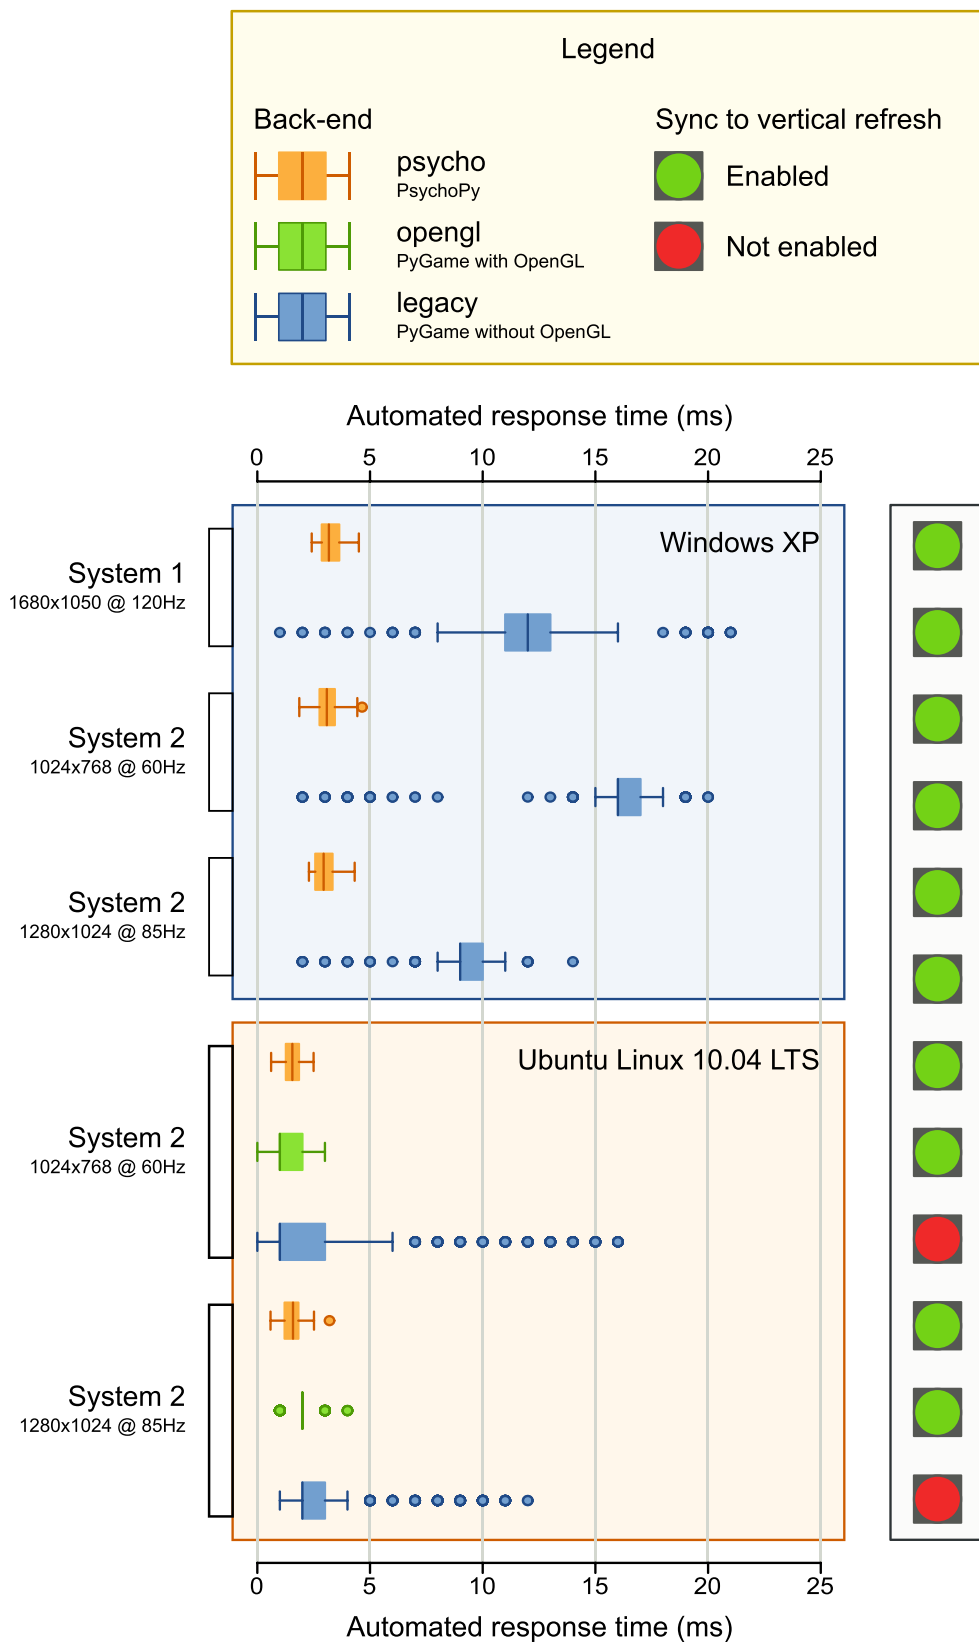 Legend
Back-end
Sync to vertical refresh
psycho
PsychoPy
Enabled
opengl
PyGame with OpenGL
Not enabled
legacy
PyGame without OpenGL
Automated response time (ms)
0 5 10 15 20 25
Windows XP
System 1
1680x1050 @ 120Hz
System 2
1024x768 @ 60Hz
System 2
1280x1024 @ 85Hz
Ubuntu Linux 10.04 LTS
System 2
1024x768 @ 60Hz
System 2
1280x1024 @ 85Hz
0 5 10 15 20 25
Automated response time (ms)